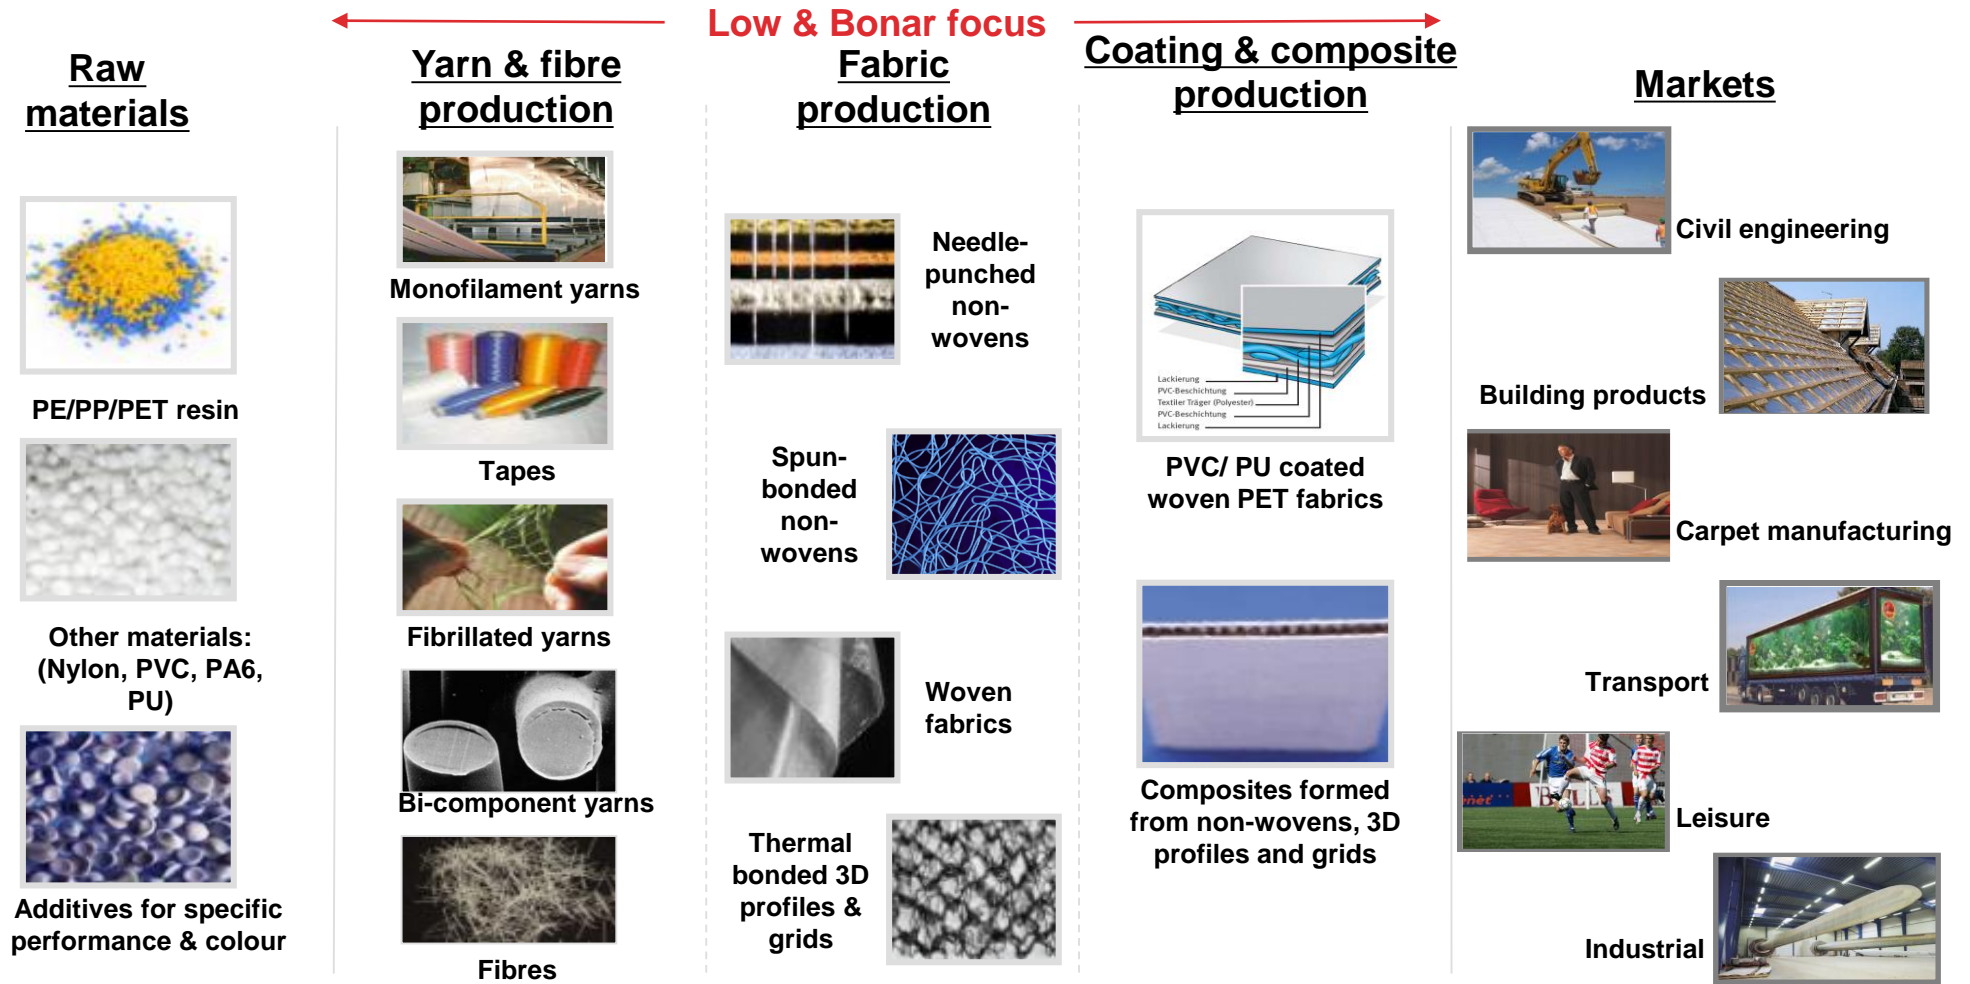 Low & Bonar focus
Raw
materials
PE/PP/PET resin
Other materials:
(Nylon, PVC, PA6,
PU)
Additives for specific
performance & colour
Yarn & fibre
production
Monofilament yarns
Tapes
Fibrillated yarns
Bi-component yarns
Fibres
Fabric
production
Needle-
punched
non-
wovens
Spun-
bonded
non-
wovens
Woven
fabrics
Thermal
bonded 3D
profiles &
grids
Coating & composite
production
Lackierung
PVC-Beschichtung
Textiler Träger (Polyester)
PVC-Beschichtung
Lackierung
PVC/ PU coated
woven PET fabrics
Composites formed
from non-wovens, 3D
profiles and grids
Markets
Civil engineering
Building products
Carpet manufacturing
Transport
Leisure
Industrial